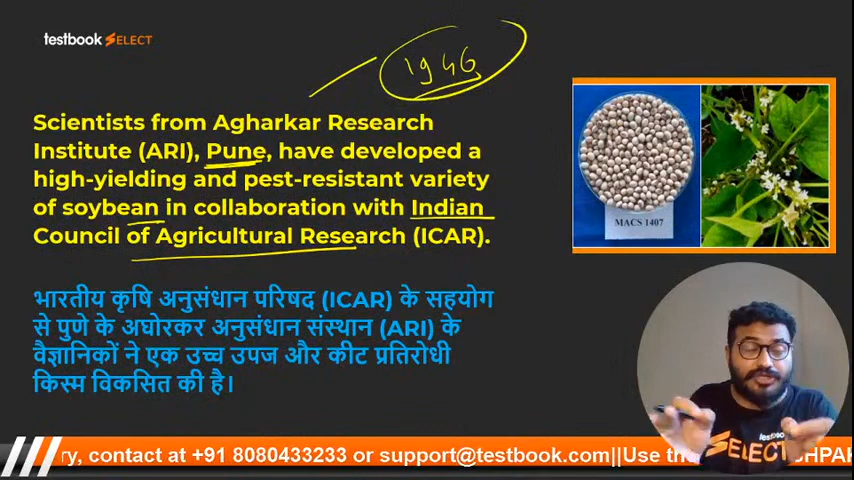 testbook SELECT
1946
Scientists from Agharkar Research
Institute (ARI), Pune, have developed a
high-yielding and pest-resistant variety
of soybean in collaboration with Indian
Council of Agricultural Research (ICAR).
MACS 1407
भारतीय कृषि अनुसंधान परिषद (ICAR) के सहयोग
से पुणे के अघोरकर अनुसंधान संस्थान (ARI) के
वैज्ञानिकों ने एक उच्च उपज और कीट प्रतिरोधी
किस्म विकसित की है।
testbook
SELECT
ry, contact at +91 8080433233 or support@testbook.com||Use the